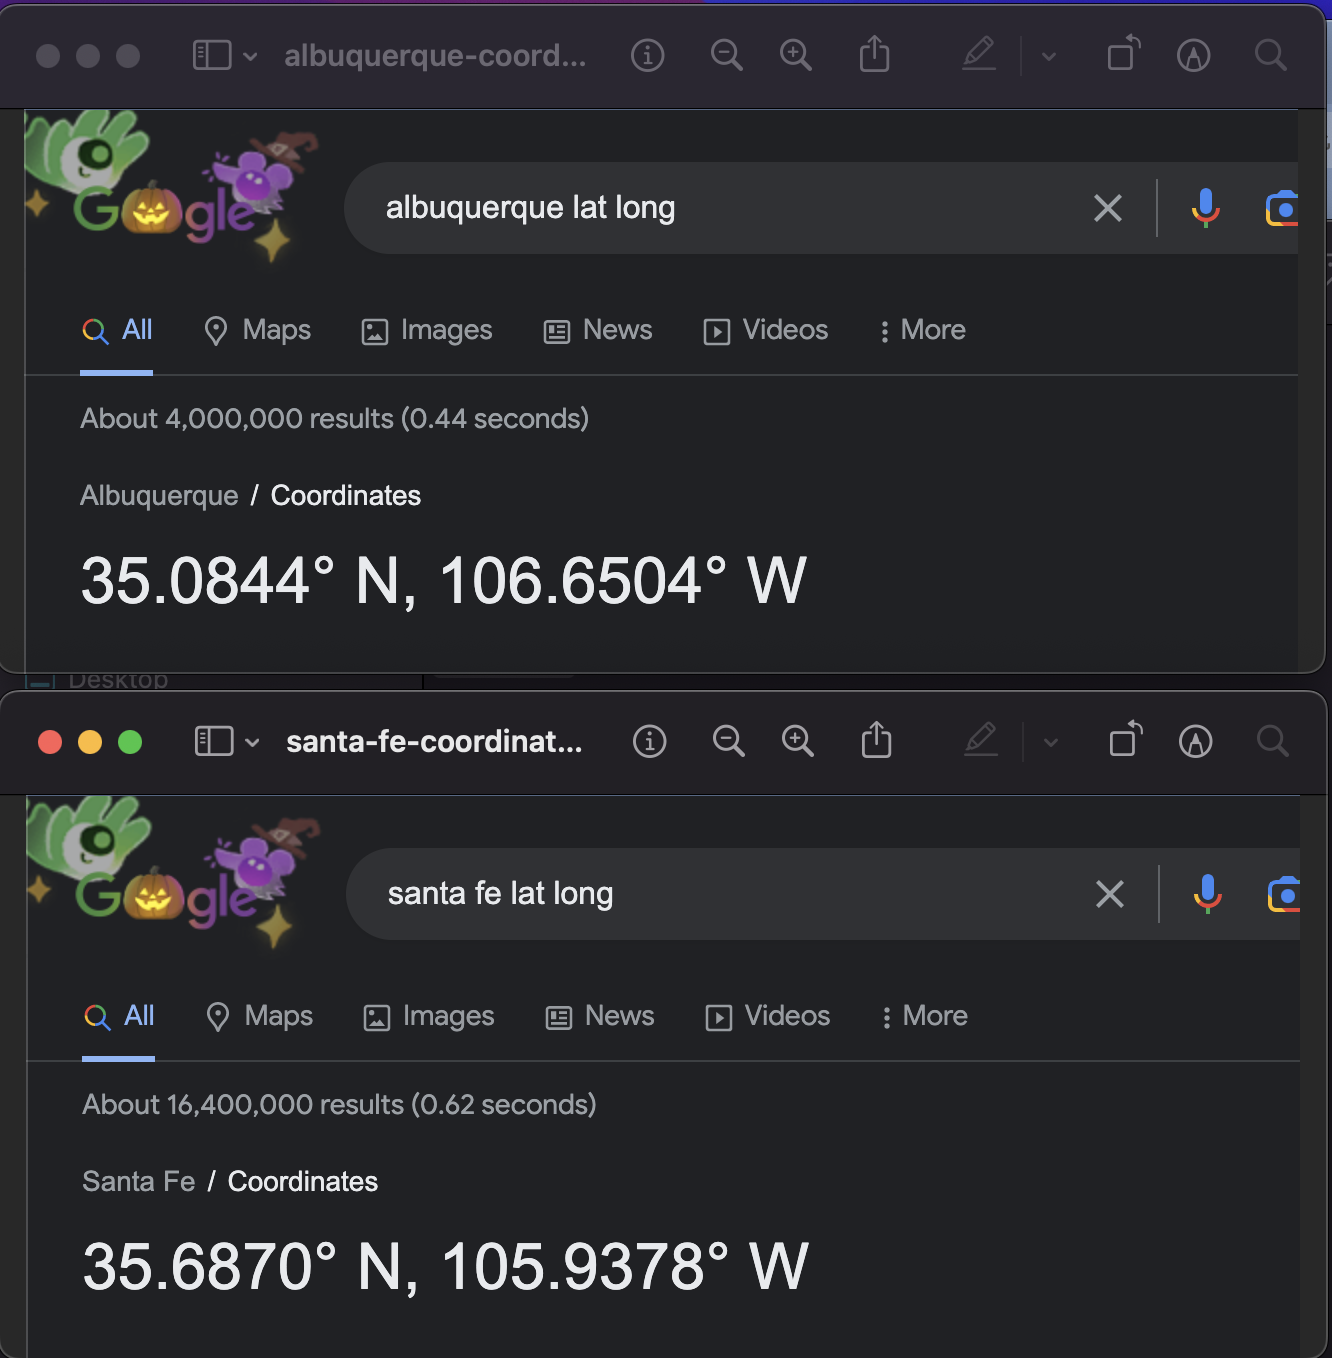 albuquerque-coord...
Google
albuquerque lat long
All Maps Images News Videos More
About 4,000,000 results (0.44 seconds)
Albuquerque / Coordinates
35.0844° N, 106.6504° W
Desktop
santa-fe-coordinat...
Google
santa fe lat long
All Maps Images News Videos More
About 16,400,000 results (0.62 seconds)
Santa Fe / Coordinates
35.6870° N, 105.9378° W